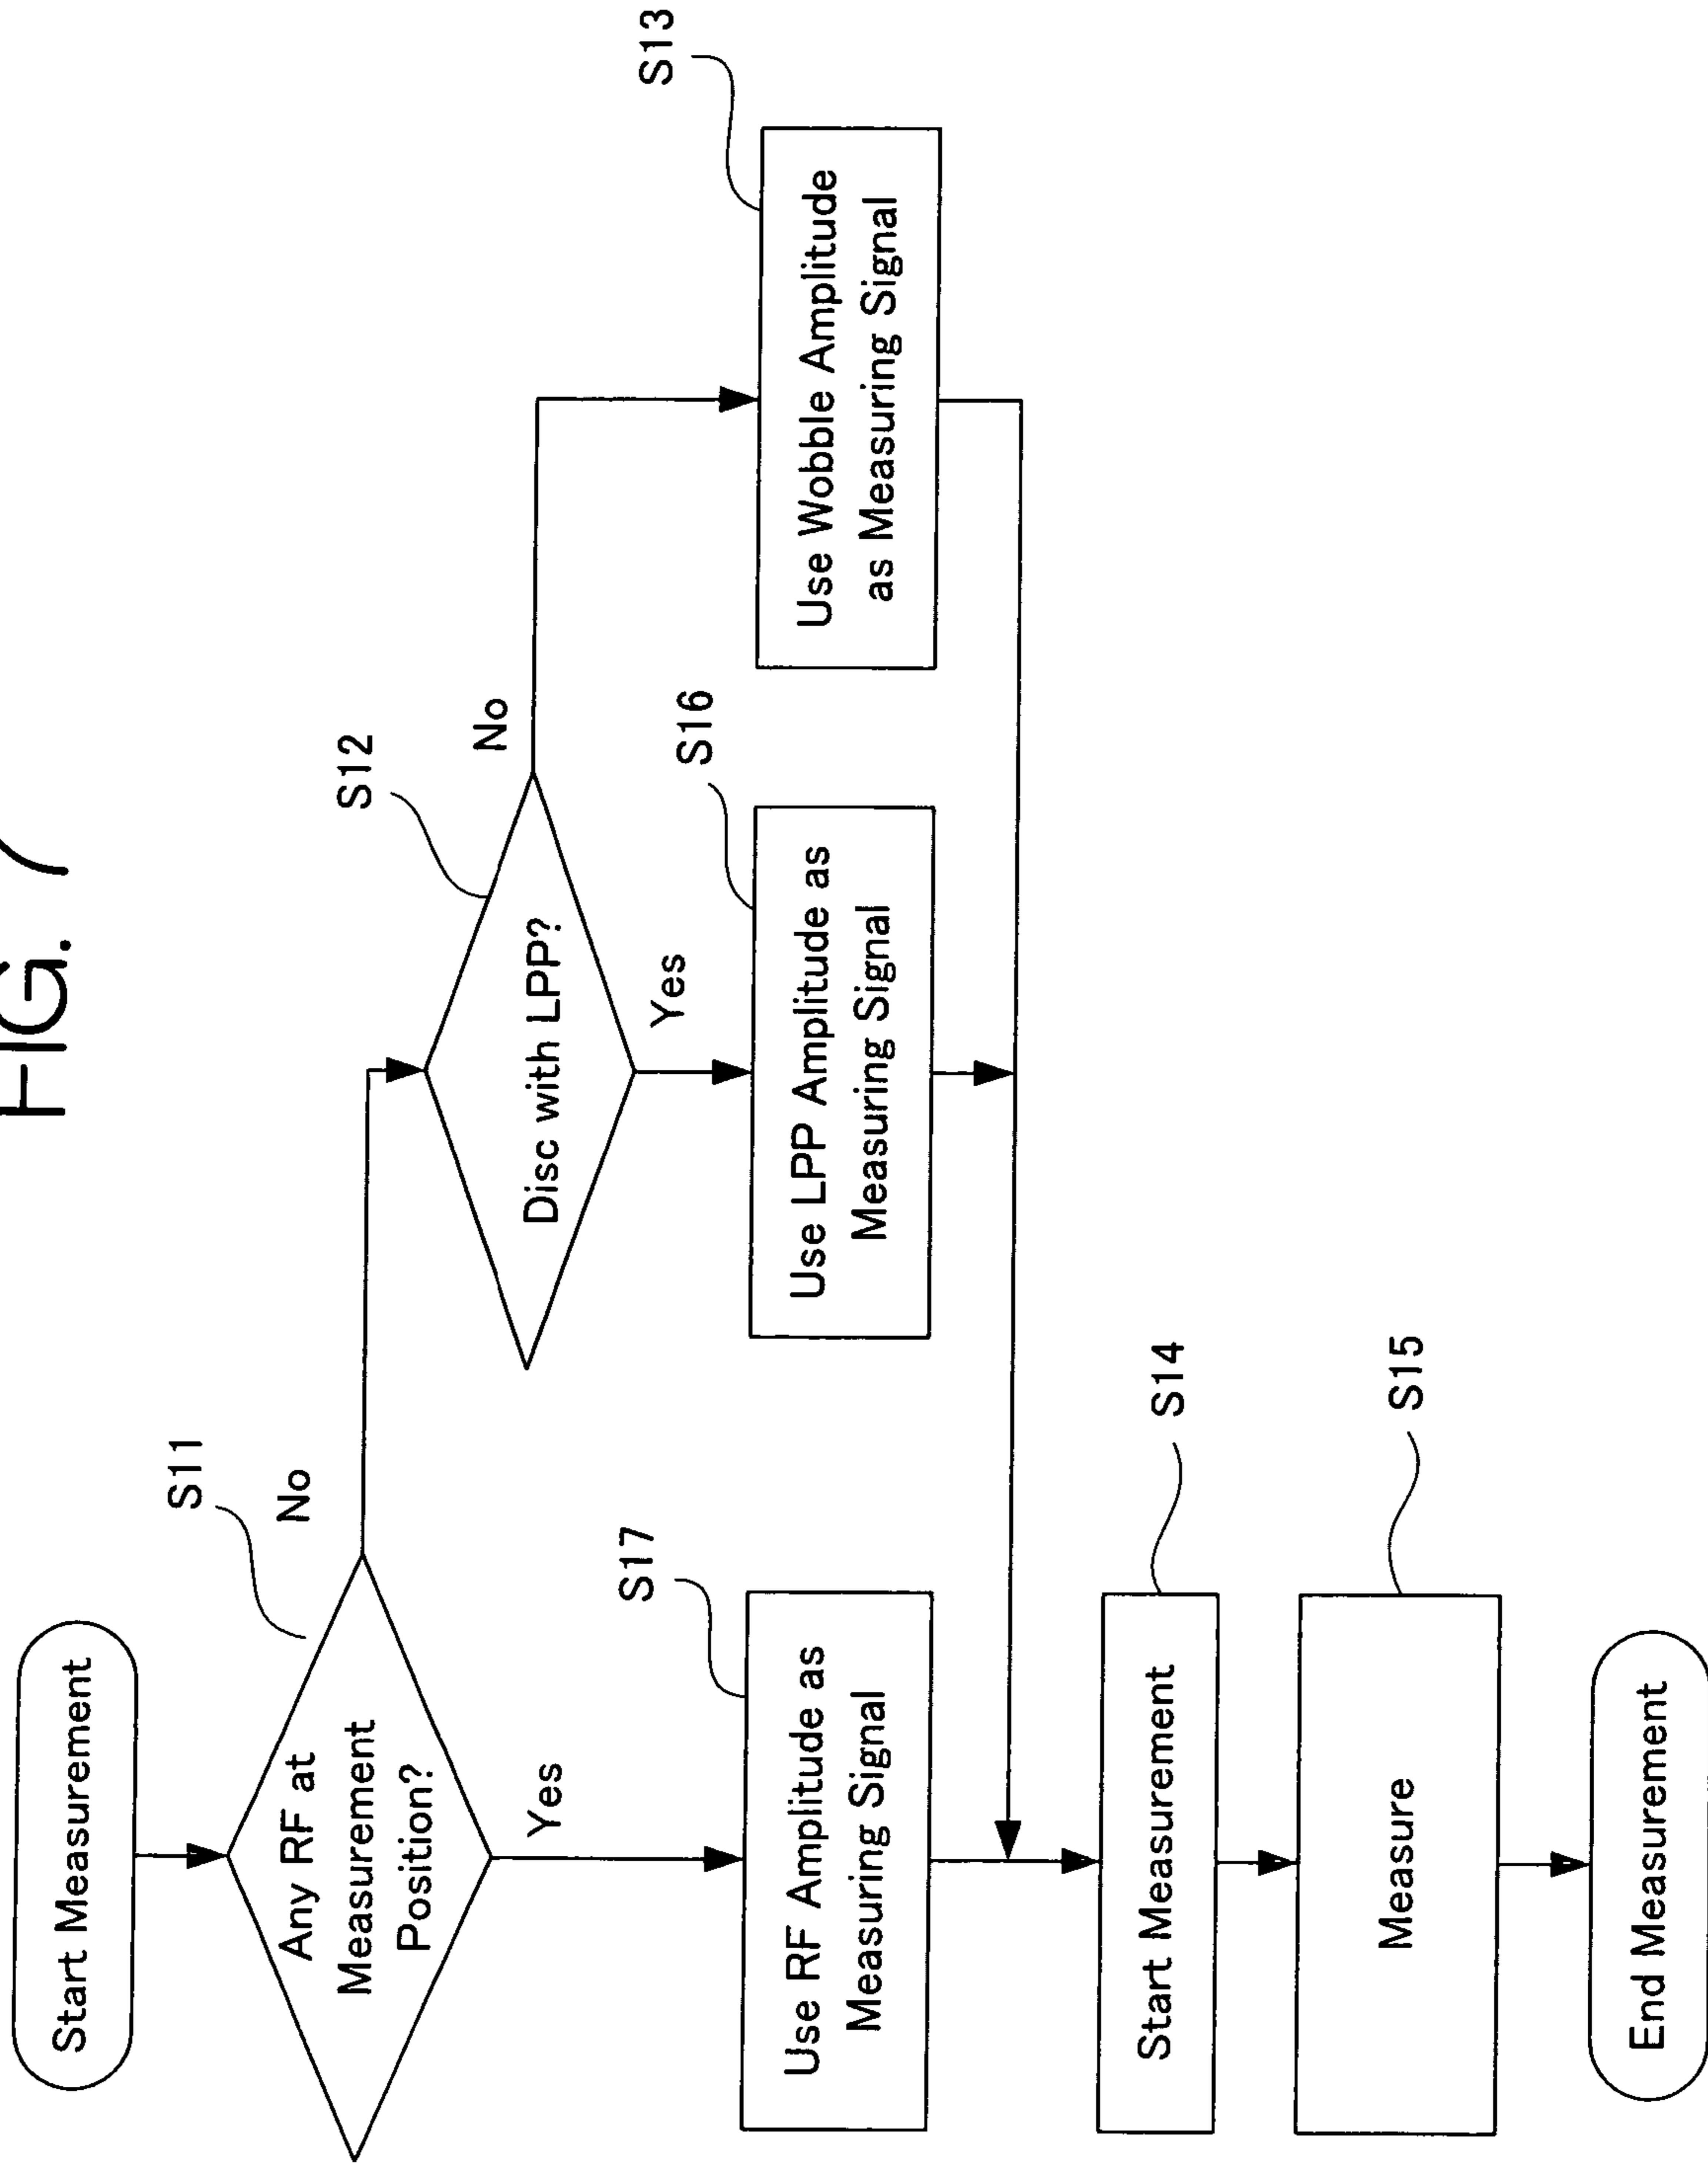 FIG. 7
Start Measurement
S11
Any RF at
Measurement
Position?
No
Yes
S12
Disc with LPP?
No
Yes
S17
Use RF Amplitude as
Measuring Signal
S16
Use LPP Amplitude as
Measuring Signal
S13
Use Wobble Amplitude
as Measuring Signal
S14
Start Measurement
S15
Measure
End Measurement